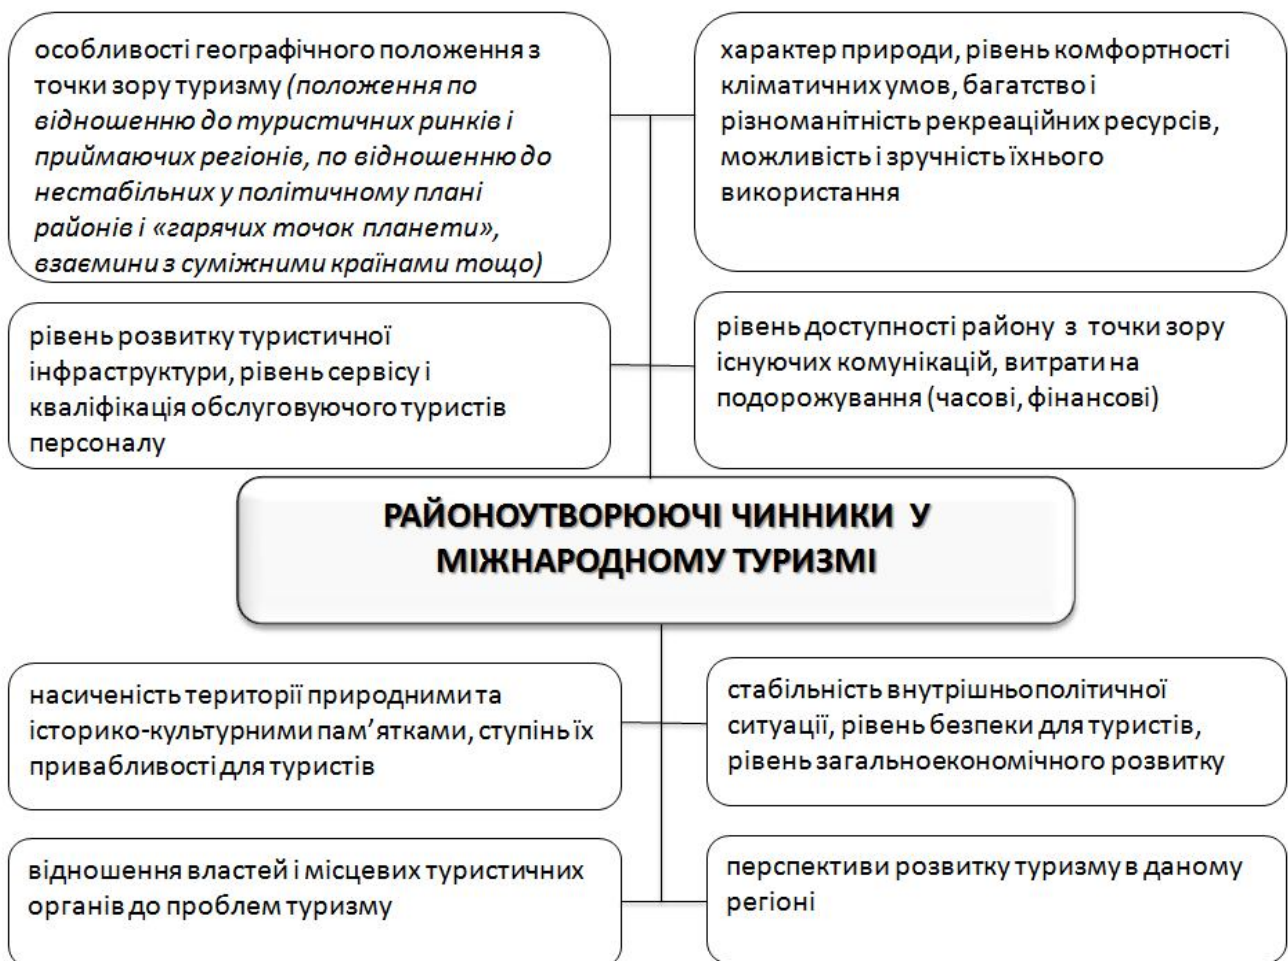 особливості географічного положення з
точки зору туризму (положення по
відношенню до туристичних ринків і
приймаючих регіонів, по відношенню до
нестабільних у політичному плані
районів і «гарячих точок планети»,
взаємини з суміжними країнами тощо)
характер природи, рівень комфортності
кліматичних умов, багатство і
різноманітність рекреаційних ресурсів,
можливість і зручність їхнього
використання
рівень розвитку туристичної
інфраструктури, рівень сервісу і
кваліфікація обслуговуючого туристів
персоналу
рівень доступності району з точки зору
існуючих комунікацій, витрати на
подорожування (часові, фінансові)
РАЙОНОУТВОРЮЮЧІ ЧИННИКИ У
МІЖНАРОДНОМУ ТУРИЗМІ
насиченість території природними та
історико-культурними пам’ятками, ступінь їх
привабливості для туристів
стабільність внутрішньополітичної
ситуації, рівень безпеки для туристів,
рівень загальноекономічного розвитку
відношення властей і місцевих туристичних
органів до проблем туризму
перспективи розвитку туризму в даному
регіоні